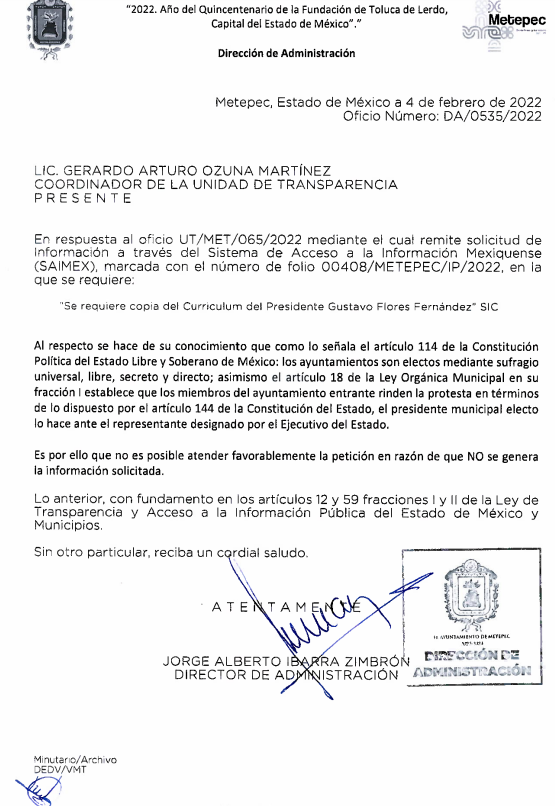 "2022. Año del Quincentenario de la Fundación de Toluca de Lerdo,
Capital del Estado de México"."
Metepec
Dirección de Administración
Metepec, Estado de México a 4 de febrero de 2022
Oficio Número: DA/0535/2022
LIC. GERARDO ARTURO OZUNA MARTÍNEZ
COORDINADOR DE LA UNIDAD DE TRANSPARENCIA
P R E S E N T E
En respuesta al oficio UT/MET/065/2022 mediante el cual remite solicitud de
Información a través del Sistema de Acceso a la Información Mexiquense
(SAIMEX), marcada con el número de folio 00408/METEPEC/IP/2022, en la
que se requiere:
"Se requiere copia del Curriculum del Presidente Gustavo Flores Fernández" SIC
Al respecto se hace de su conocimiento que como lo señala el artículo 114 de la Constitución
Política del Estado Libre y Soberano de México: los ayuntamientos son electos mediante sufragio
universal, libre, secreto y directo; asimismo el artículo 18 de la Ley Orgánica Municipal en su
fracción I establece que los miembros del ayuntamiento entrante rinden la protesta en términos
de lo dispuesto por el artículo 144 de la Constitución del Estado, el presidente municipal electo
lo hace ante el representante designado por el Ejecutivo del Estado.
Es por ello que no es posible atender favorablemente la petición en razón de que NO se genera
la información solicitada.
Lo anterior, con fundamento en los artículos 12 y 59 fracciones I y II de la Ley de
Transparencia y Acceso a la Información Pública del Estado de México y
Municipios.
Sin otro particular, reciba un cordial saludo.
A T E N T A M E N T E
H. AYUNTAMIENTO DE METEPEC
DIRECCIÓN DE
ADMINISTRACIÓN
JORGE ALBERTO IBARRA ZIMBRÓN
DIRECTOR DE ADMINISTRACIÓN
Minutario/Archivo
DEDV/VMT